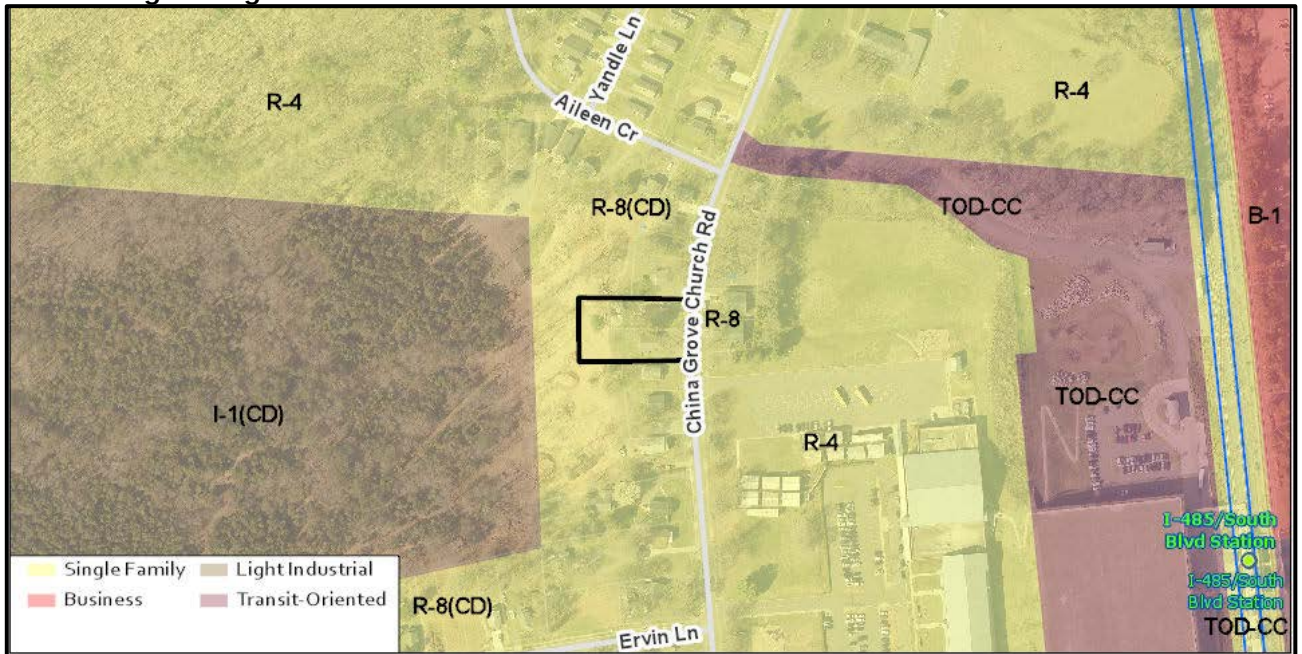 R-4
Yandle Ln
Aileen Cr
R-4
R-8(CD)
TOD-CC
B-1
China Grove Church Rd
R-8
TOD-CC
I-1(CD)
R-4
I-485/South
Blvd Station
I-485/South
Blvd Station
TOD-CC
Single Family
Light Industrial
Business
Transit-Oriented
R-8(CD)
Ervin Ln